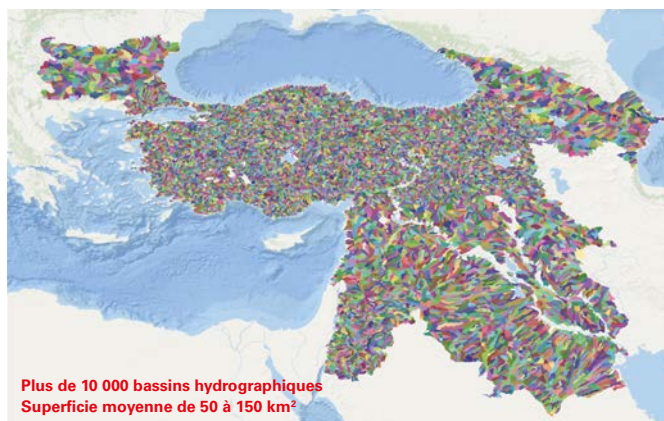 Plus de 10 000 bassins hydrographiques
Superficie moyenne de 50 à 150 km²